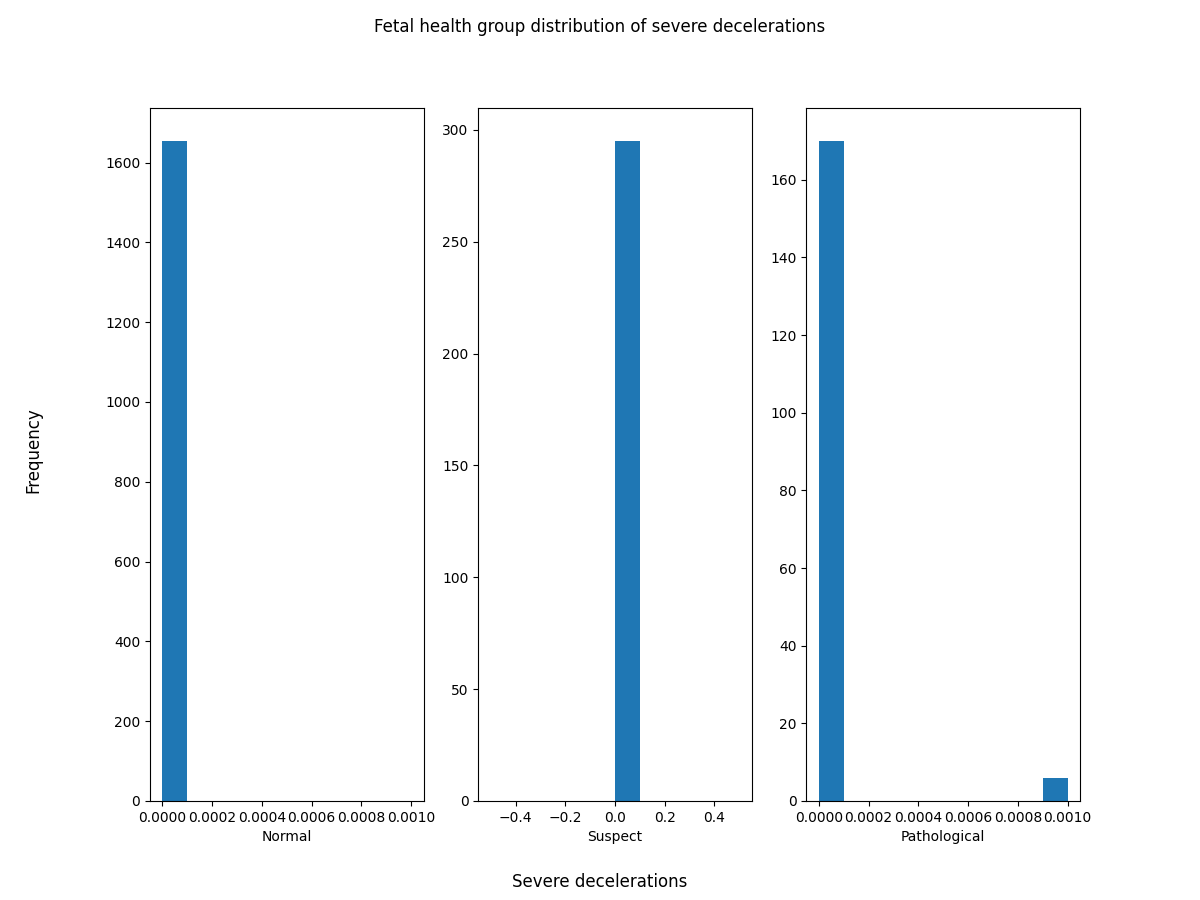 Fetal health group distribution of severe decelerations
Frequency
1600
1400
1200
1000
800
600
400
200
0
0.0000 0.0002 0.0004 0.0006 0.0008 0.0010
Normal
300
250
200
150
100
50
0
−0.4 −0.2 0.0 0.2 0.4
Suspect
160
140
120
100
80
60
40
20
0
0.0000 0.0002 0.0004 0.0006 0.0008 0.0010
Pathological
Severe decelerations